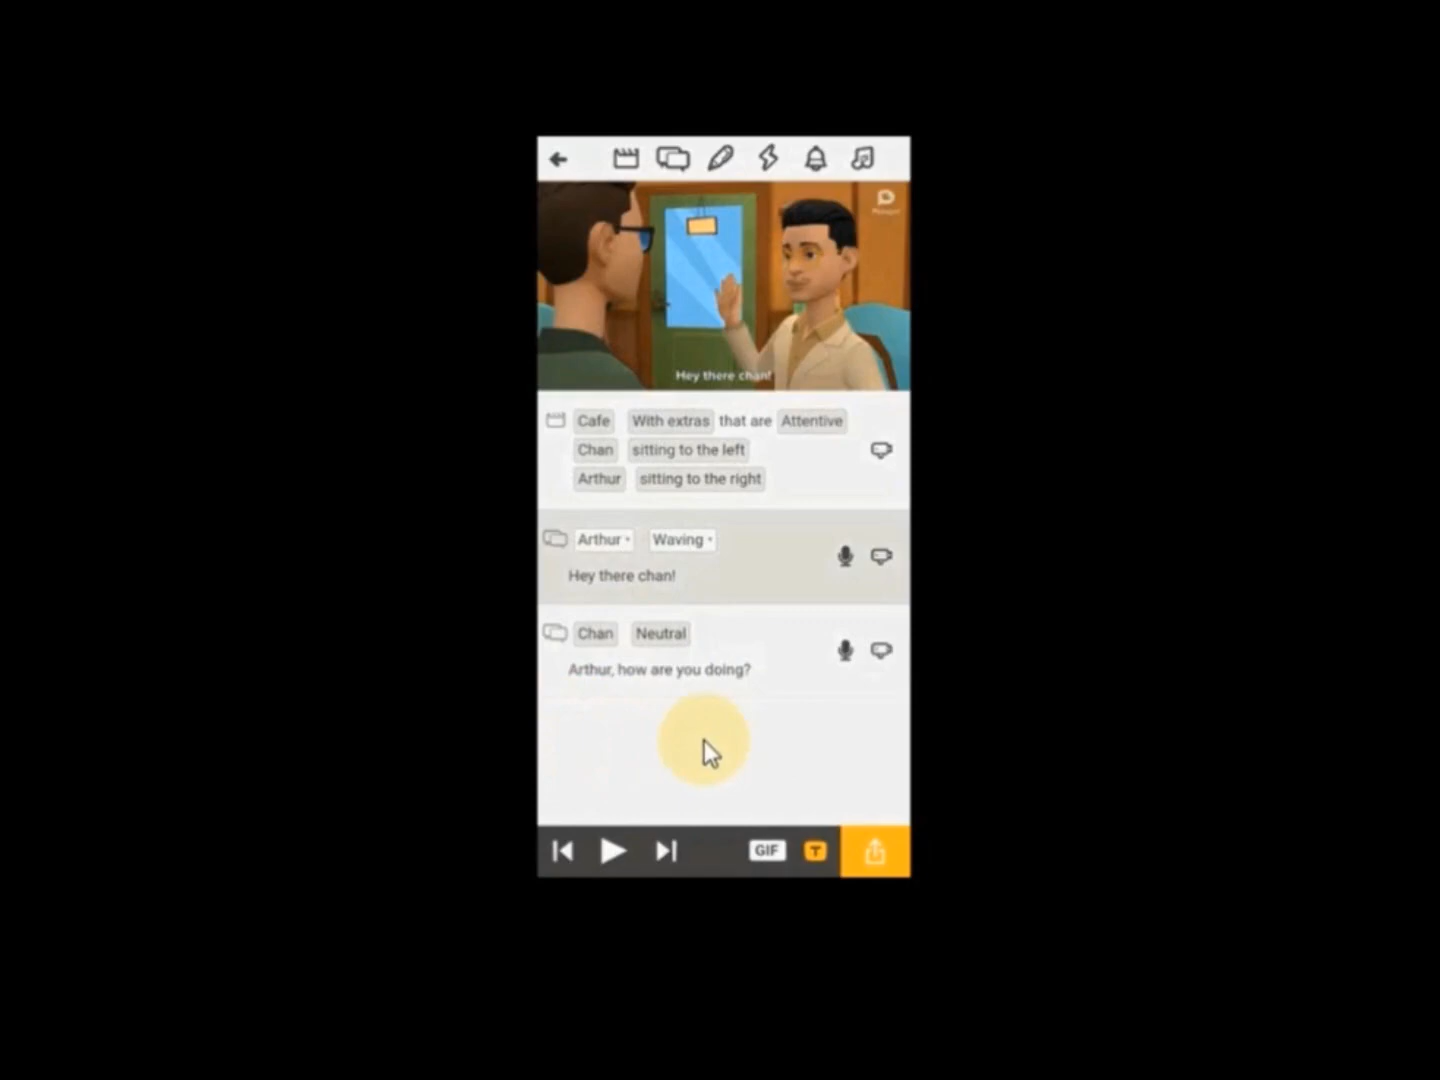 Hey there chan!
Cafe With extras that are Attentive
Chan sitting to the left
Arthur sitting to the right
Arthur Waving
Hey there chan!
Chan Neutral
Arthur, how are you doing?
GIF T